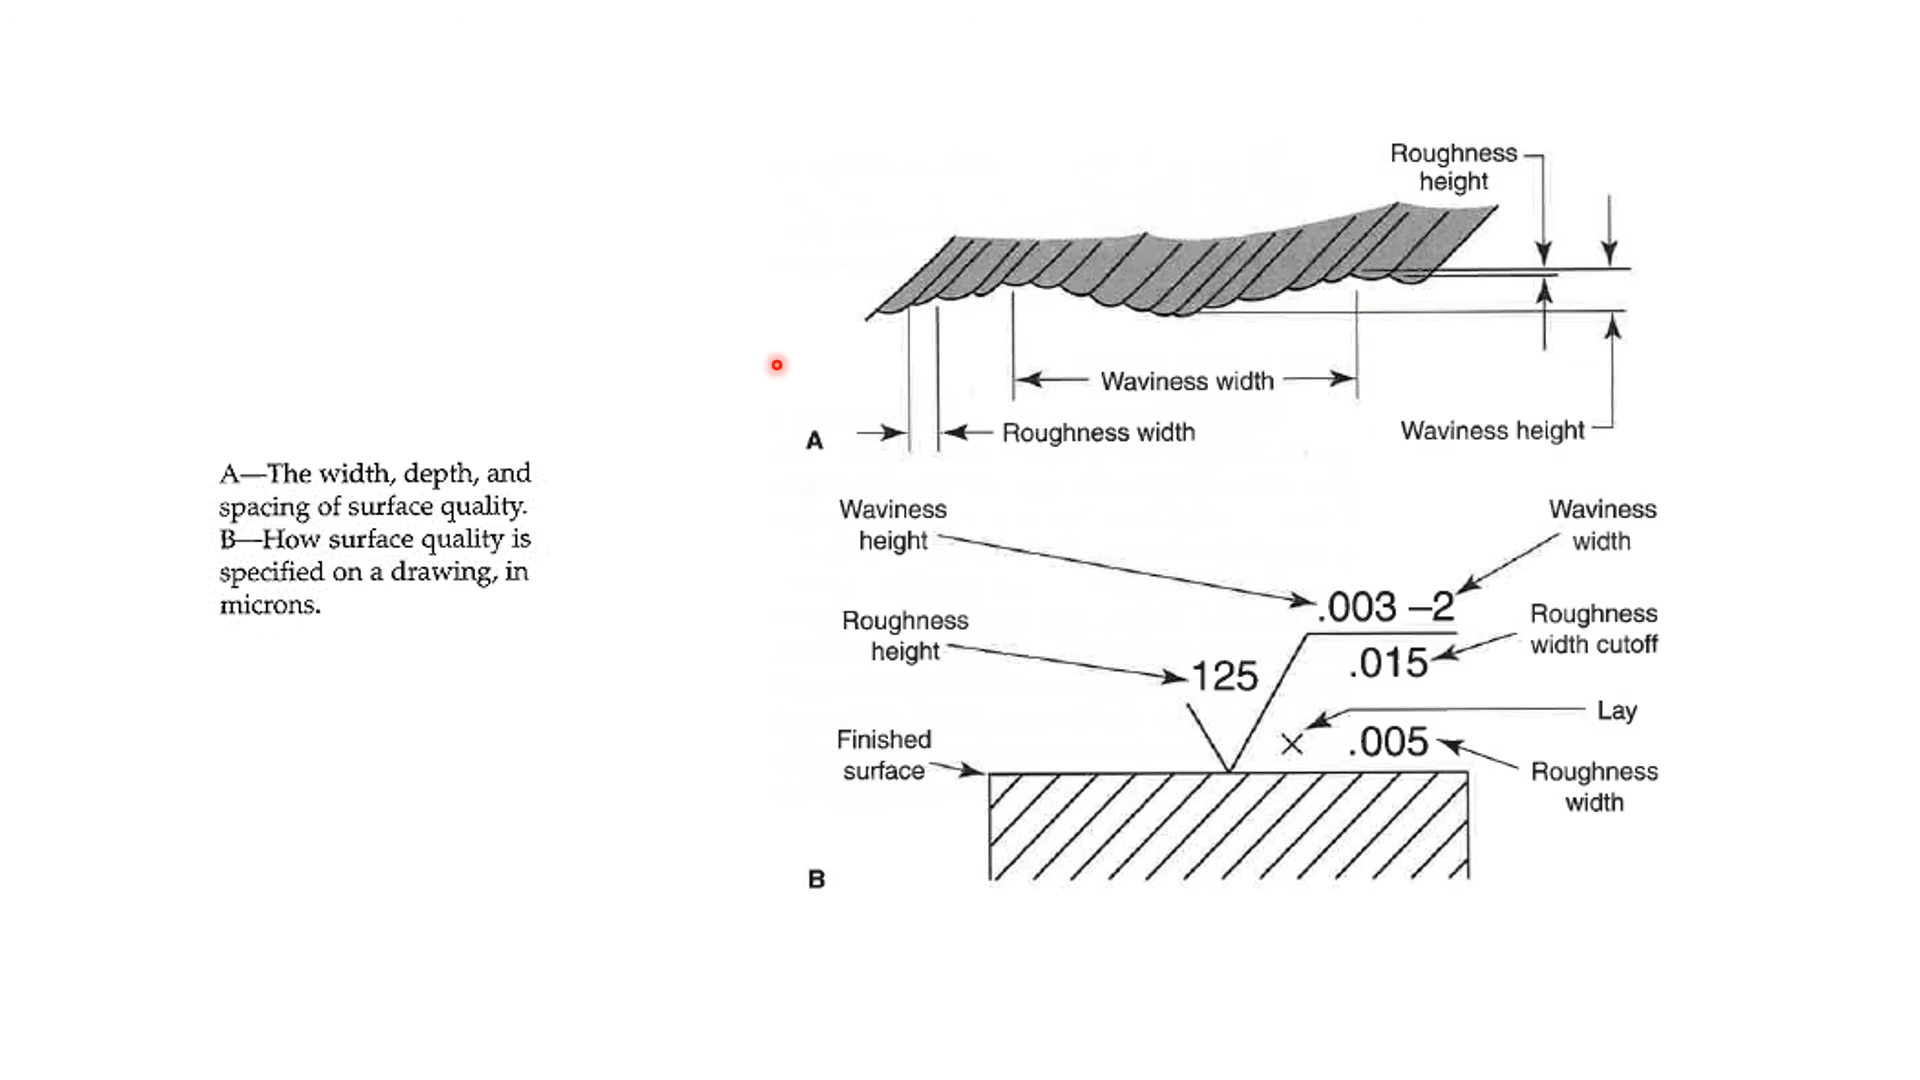 A—The width, depth, and
spacing of surface quality.
B—How surface quality is
specified on a drawing, in
microns.
Roughness
height
Waviness width
A
Roughness width
Waviness height
Waviness
height
Waviness
width
.003 –2
Roughness
height
Roughness
width cutoff
125
.015
Lay
Finished
surface
× .005
Roughness
width
B